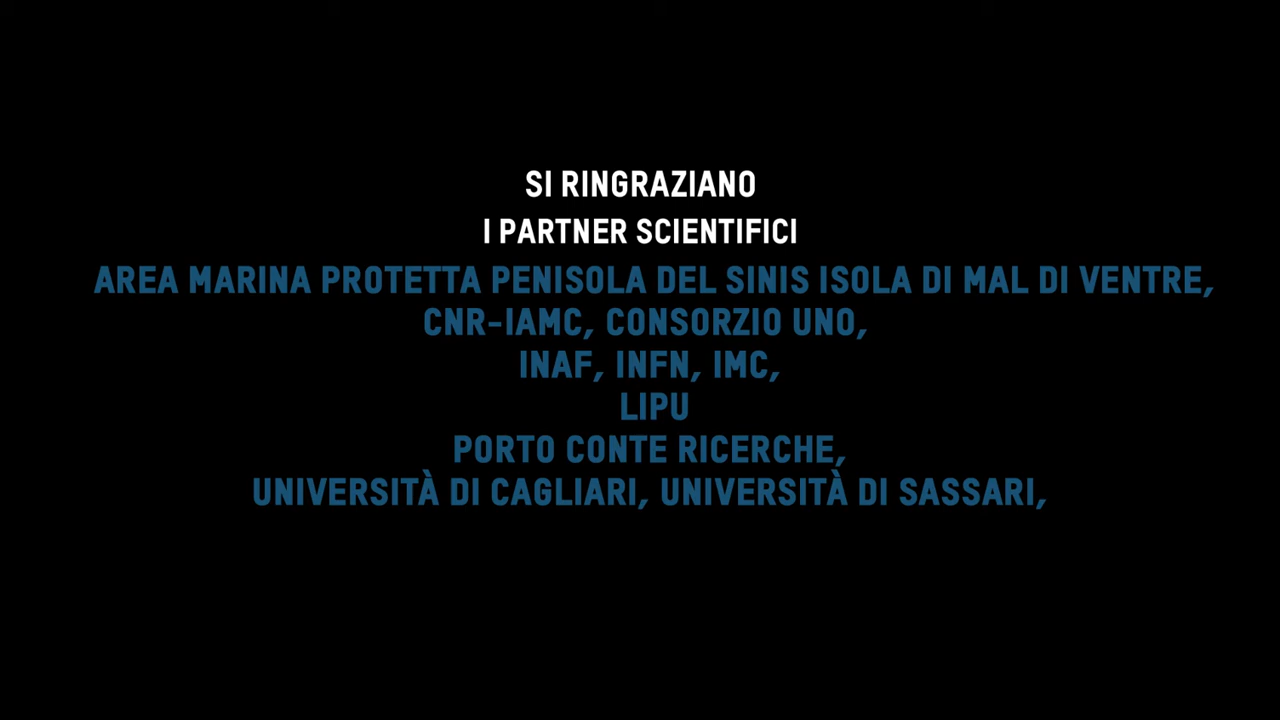 SI RINGRAZIANO
I PARTNER SCIENTIFICI
AREA MARINA PROTETTA PENISOLA DEL SINIS ISOLA DI MAL DI VENTRE,
CNR-IAMC, CONSORZIO UNO,
INAF, INFN, IMC,
LIPU
PORTO CONTE RICERCHE,
UNIVERSITÀ DI CAGLIARI, UNIVERSITÀ DI SASSARI,